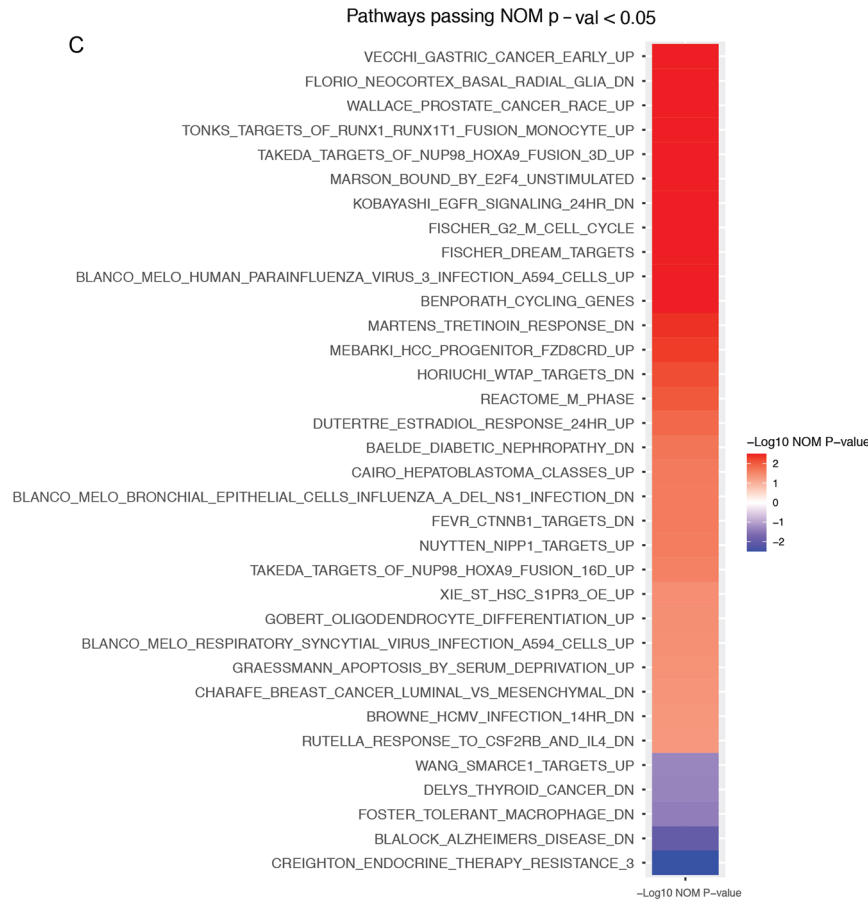 Pathways passing NOM p – val < 0.05
C
VECCHI_GASTRIC_CANCER_EARLY_UP
FLORIO_NEOCORTEX_BASAL_RADIAL_GLIA_DN
WALLACE_PROSTATE_CANCER_RACE_UP
TONKS_TARGETS_OF_RUNX1_RUNX1T1_FUSION_MONOCYTE_UP
TAKEDA_TARGETS_OF_NUP98_HOXA9_FUSION_3D_UP
MARSON_BOUND_BY_E2F4_UNSTIMULATED
KOBAYASHI_EGFR_SIGNALING_24HR_DN
FISCHER_G2_M_CELL_CYCLE
FISCHER_DREAM_TARGETS
BLANCO_MELO_HUMAN_PARAINFLUENZA_VIRUS_3_INFECTION_A594_CELLS_UP
BENPORATH_CYCLING_GENES
MARTENS_TRETINOIN_RESPONSE_DN
MEBARKI_HCC_PROGENITOR_FZD8CRD_UP
HORIUCHI_WTAP_TARGETS_DN
REACTOME_M_PHASE
DUTERTRE_ESTRADIOL_RESPONSE_24HR_UP
BAELDE_DIABETIC_NEPHROPATHY_DN
CAIRO_HEPATOBLASTOMA_CLASSES_UP
BLANCO_MELO_BRONCHIAL_EPITHELIAL_CELLS_INFLUENZA_A_DEL_NS1_INFECTION_DN
FEVR_CTNNB1_TARGETS_DN
NUYTTEN_NIPP1_TARGETS_UP
TAKEDA_TARGETS_OF_NUP98_HOXA9_FUSION_16D_UP
XIE_ST_HSC_S1PR3_OE_UP
GOBERT_OLIGODENDROCYTE_DIFFERENTIATION_UP
BLANCO_MELO_RESPIRATORY_SYNCYTIAL_VIRUS_INFECTION_A594_CELLS_UP
GRAESSMANN_APOPTOSIS_BY_SERUM_DEPRIVATION_UP
CHARAFE_BREAST_CANCER_LUMINAL_VS_MESENCHYMAL_DN
BROWNE_HCMV_INFECTION_14HR_DN
RUTELLA_RESPONSE_TO_CSF2RB_AND_IL4_DN
WANG_SMARCE1_TARGETS_UP
DELYS_THYROID_CANCER_DN
FOSTER_TOLERANT_MACROPHAGE_DN
BLALOCK_ALZHEIMERS_DISEASE_DN
CREIGHTON_ENDOCRINE_THERAPY_RESISTANCE_3
−Log10 NOM P−value
−Log10 NOM P−value
2
1
0
−1
−2